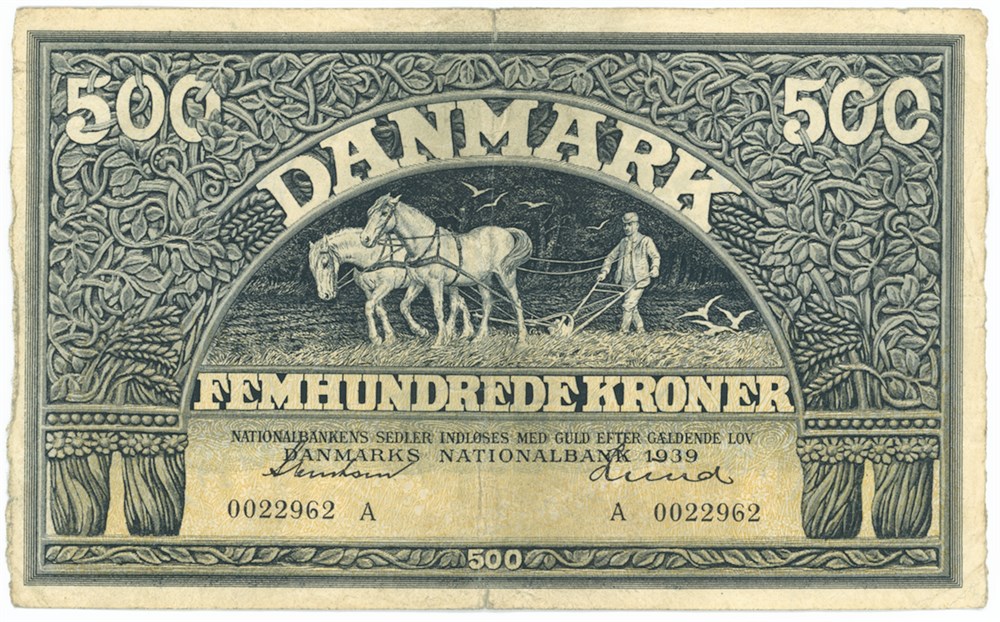 500 500
DANMARK
FEMHUNDREDE KRONER
NATIONALBANKENS SEDLER INDLØSES MED GULD EFTER GÆLDENDE LOV
DANMARKS NATIONALBANK 1939
Lund
0022962 A A 0022962
500